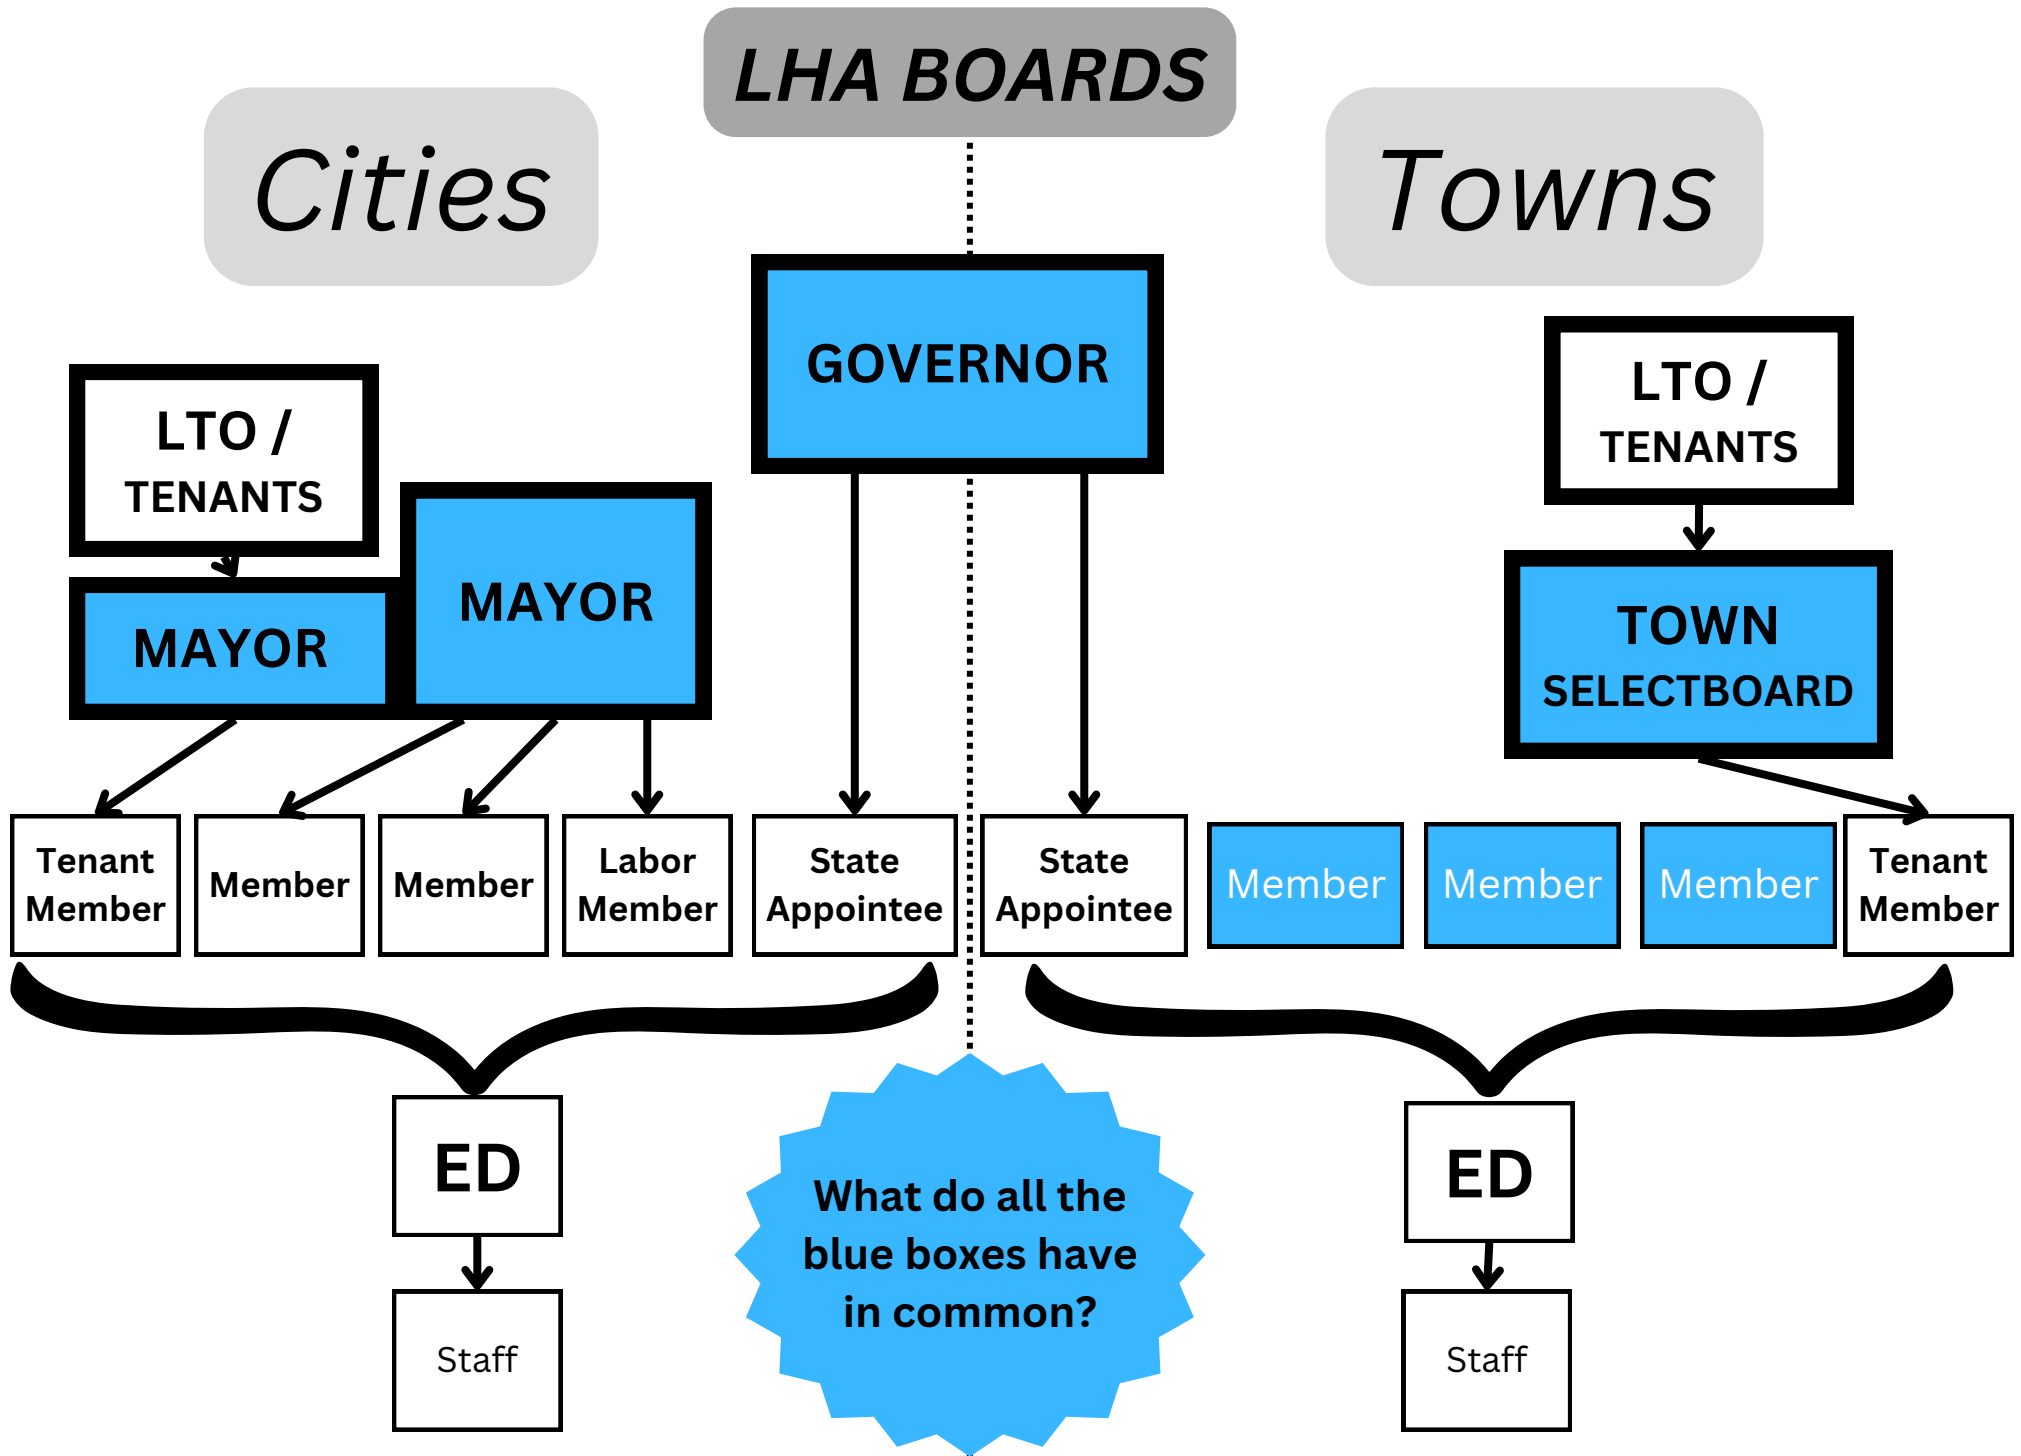 LHA BOARDS
Cities
Towns
GOVERNOR
LTO /
TENANTS
MAYOR
MAYOR
LTO /
TENANTS
TOWN
SELECTBOARD
Tenant
Member
Member
Member
Labor
Member
State
Appointee
State
Appointee
Member
Member
Member
Tenant
Member
ED
Staff
What do all the
blue boxes have
in common?
ED
Staff